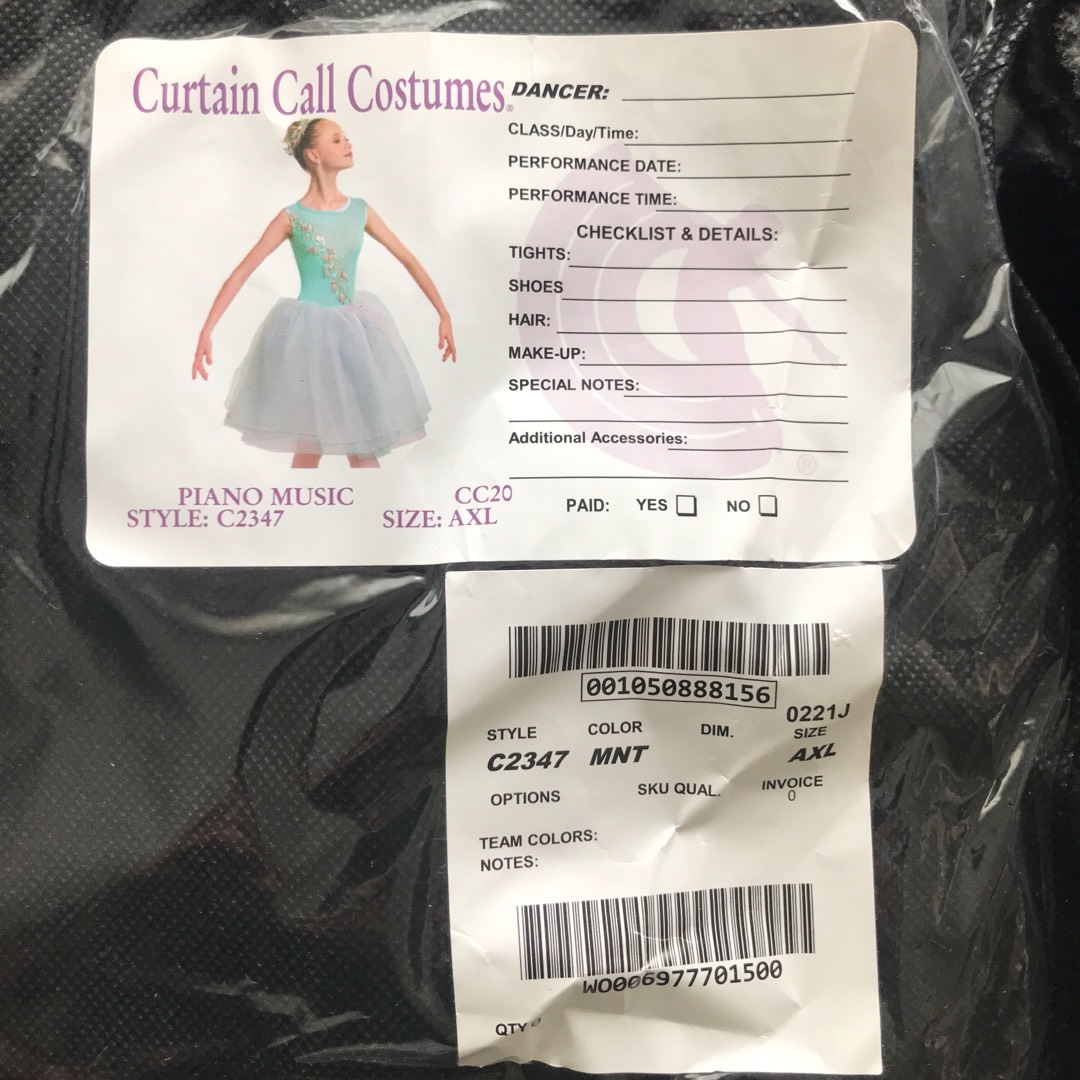 Curtain Call Costumes®
DANCER:
CLASS/Day/Time:
PERFORMANCE DATE:
PERFORMANCE TIME:
CHECKLIST & DETAILS:
TIGHTS:
SHOES
HAIR:
MAKE-UP:
SPECIAL NOTES:
Additional Accessories:
®
PAID: YES NO
PIANO MUSIC CC20
STYLE: C2347 SIZE: AXL
001050888156
0221J
STYLE COLOR DIM. SIZE
C2347 MNT AXL
OPTIONS SKU QUAL. INVOICE
0
TEAM COLORS:
NOTES:
WO006977701500
QTY